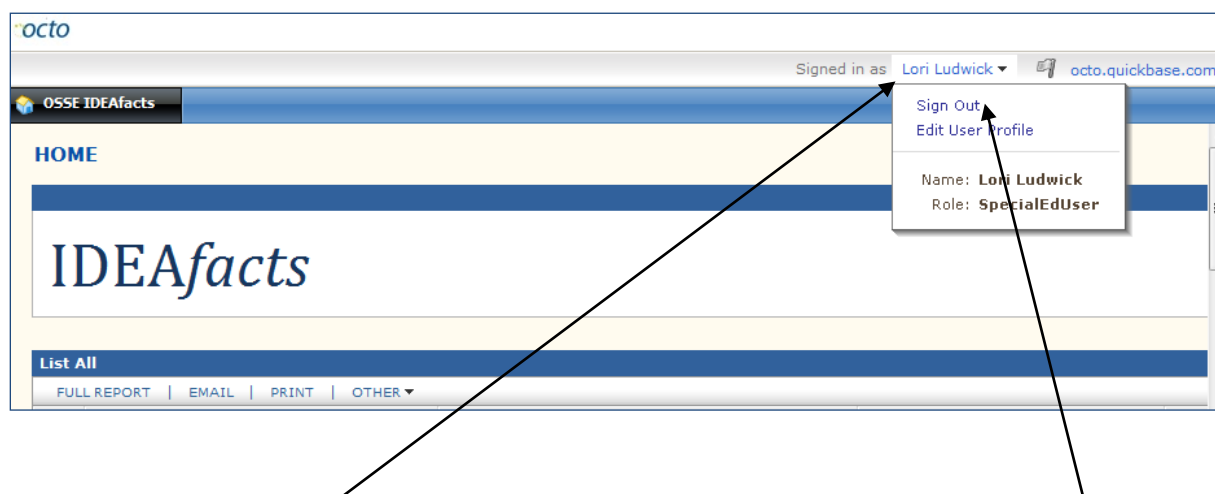 octo
Signed in as Lori Ludwick octo.quickbase.com
OSSE IDEAfacts
Sign Out
Edit User Profile
HOME
Name: Lori Ludwick
Role: SpecialEdUser
IDEAfacts
List All
FULL REPORT | EMAIL | PRINT | OTHER